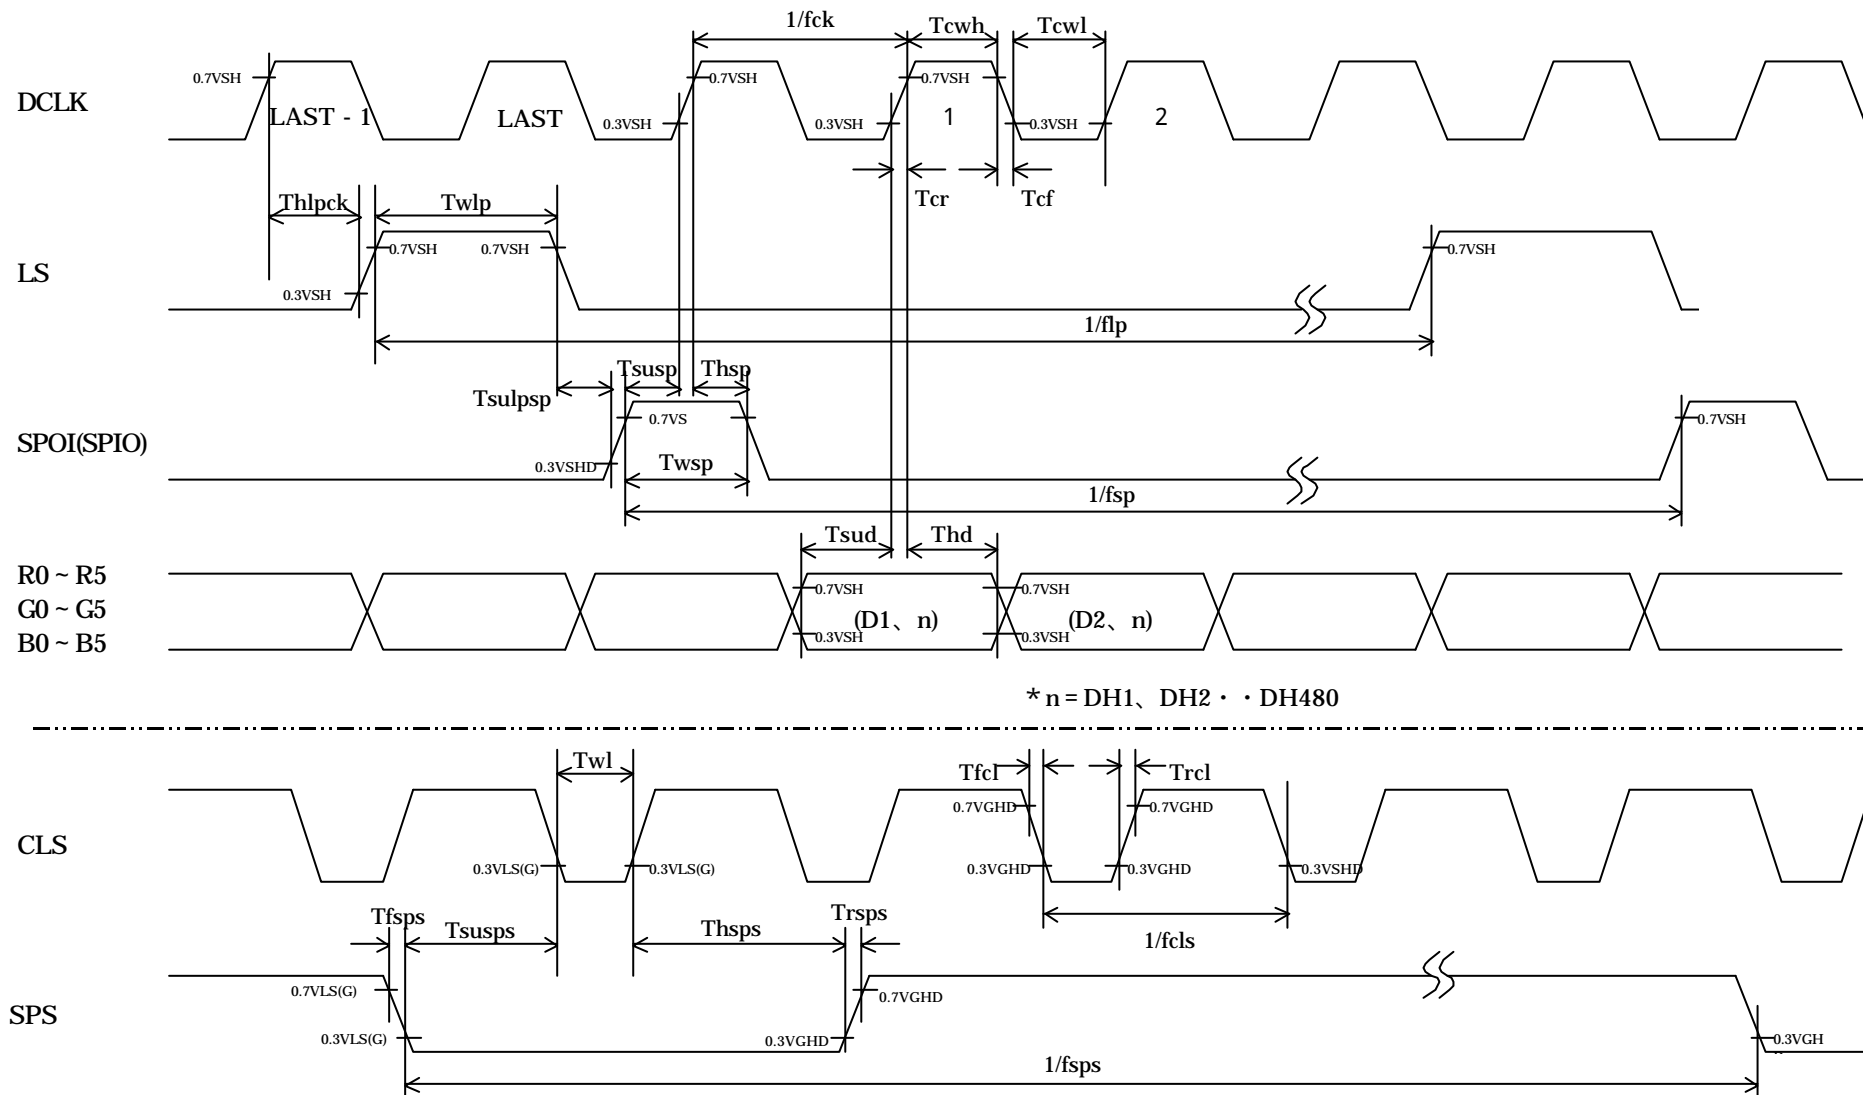 1/fck Tcwh Tcwl
0.7VSH 0.7VSH 0.7VSH
DCLK LAST - 1 LAST 1 2
0.3VSH 0.3VSH 0.3VSH
Tcr Tcf
Thlpck Twlp
0.7VSH 0.7VSH 0.7VSH
LS
0.3VSH
1/flp
Tsusp Thsp
Tsulpsp
0.7VS 0.7VSH
SPOI(SPIO)
0.3VSHD Twsp
1/fsp
Tsud Thd
R0 ~ R5
0.7VSH 0.7VSH
G0 ~ G5 (D1、n) (D2、n)
B0 ~ B5 0.3VSH 0.3VSH
* n = DH1、DH2・・DH480
Twl Tfcl Trcl
0.7VGHD 0.7VGHD
CLS
0.3VLS(G) 0.3VLS(G) 0.3VGHD 0.3VGHD 0.3VSHD
Tfsps Tsusps Thsps Trsps
1/fcls
0.7VLS(G) 0.7VGHD
SPS
0.3VLS(G) 0.3VGHD 0.3VGH
1/fsps